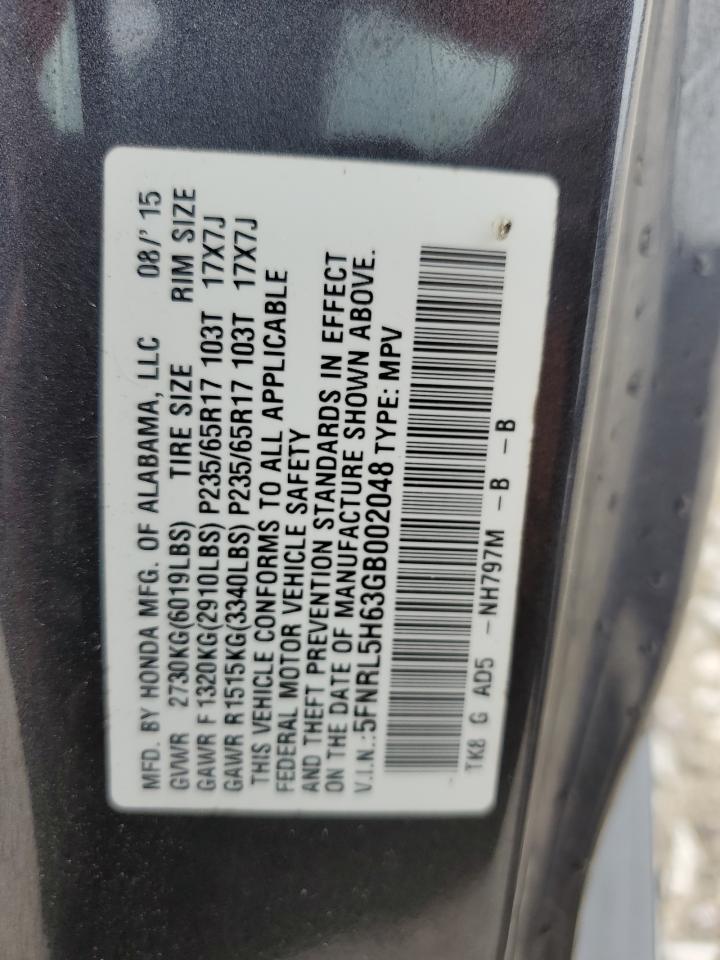 MFD. BY HONDA MFG. OF ALABAMA, LLC 08/'15
GVWR 2730KG(6019LBS) TIRE SIZE RIM SIZE
GAWR F 1320KG(2910LBS) P235/65R17 103T 17X7J
GAWR R 1515KG(3340LBS) P235/65R17 103T 17X7J
THIS VEHICLE CONFORMS TO ALL APPLICABLE
FEDERAL MOTOR VEHICLE SAFETY
AND THEFT PREVENTION STANDARDS IN EFFECT
ON THE DATE OF MANUFACTURE SHOWN ABOVE.
V.I.N.:5FNRL5H63GB002048 TYPE: MPV
TK8 G AD5 -NH797M -B -B